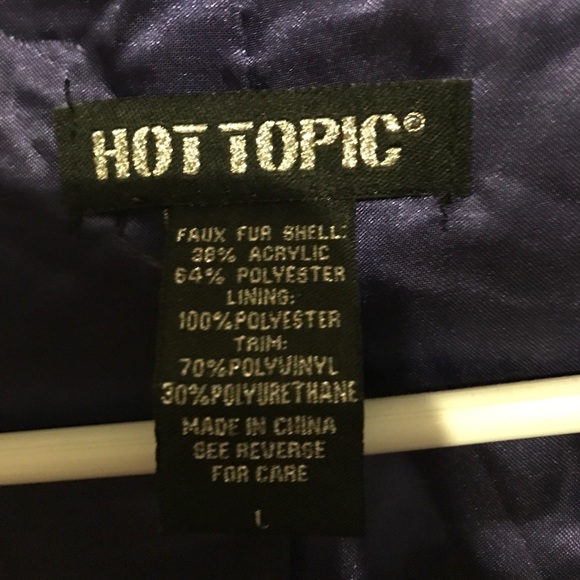 HOT TOPIC®
FAUX FUR SHELL:
36% ACRYLIC
64% POLYESTER
LINING:
100%POLYESTER
TRIM:
70%POLYVINYL
30%POLYURETHANE
MADE IN CHINA
SEE REVERSE
FOR CARE
L